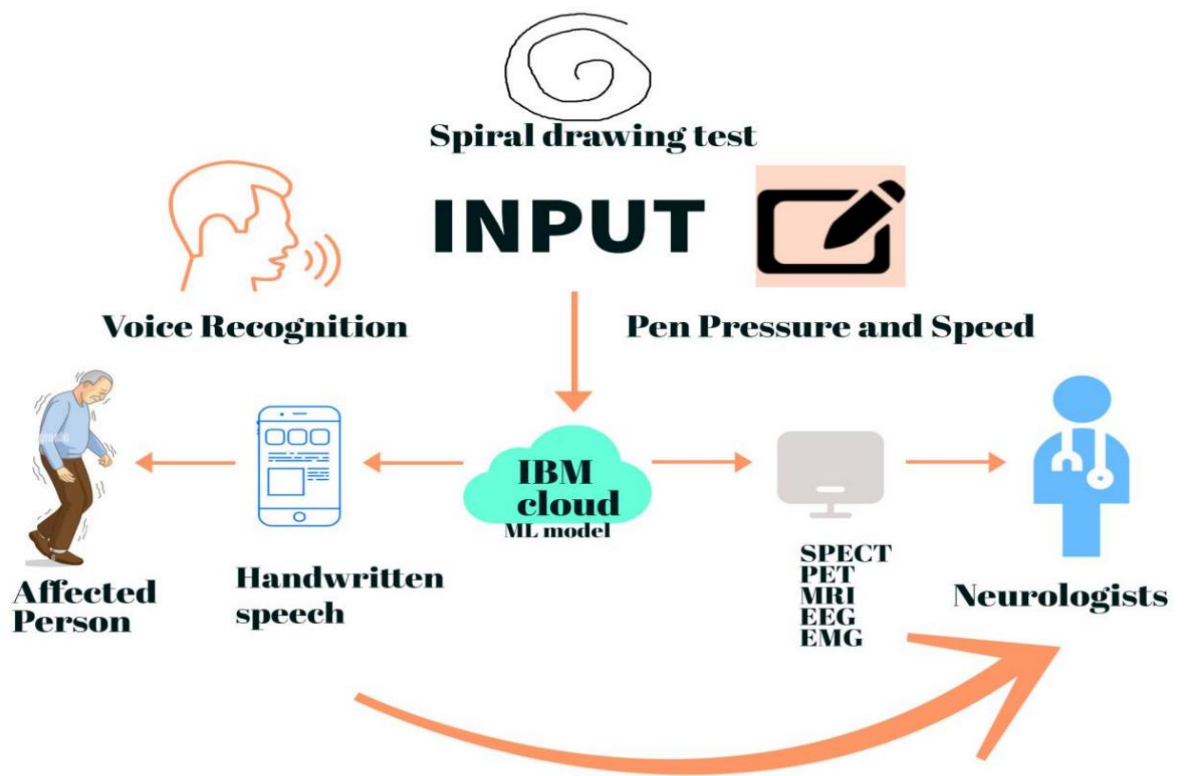 Spiral drawing test
INPUT
Voice Recognition
Pen Pressure and Speed
IBM
cloud
ML model
Affected
Person
Handwritten
speech
SPECT
PET
MRI
EEG
EMG
Neurologists